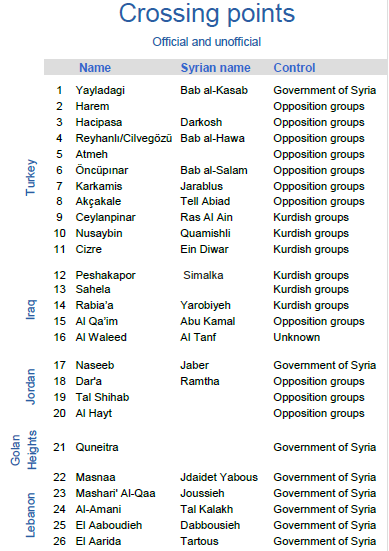 Crossing points
Official and unofficial
Name Syrian name Control
Turkey
1 Yayladagi Bab al-Kasab Government of Syria
2 Harem Opposition groups
3 Hacipasa Darkosh Opposition groups
4 Reyhanlı/Cilvegözü Bab al-Hawa Opposition groups
5 Atmeh Opposition groups
6 Öncüpınar Bab al-Salam Opposition groups
7 Karkamis Jarablus Opposition groups
8 Akçakale Tell Abiad Opposition groups
9 Ceylanpinar Ras Al Ain Kurdish groups
10 Nusaybin Quamishli Kurdish groups
11 Cizre Ein Diwar Kurdish groups
Iraq
12 Peshakapor Simalka Kurdish groups
13 Sahela Kurdish groups
14 Rabia'a Yarobiyeh Kurdish groups
15 Al Qa'im Abu Kamal Opposition groups
16 Al Waleed Al Tanf Unknown
Jordan
17 Naseeb Jaber Government of Syria
18 Dar'a Ramtha Opposition groups
19 Tal Shihab Opposition groups
20 Al Hayt Opposition groups
Golan
Heights
21 Quneitra Government of Syria
Lebanon
22 Masnaa Jdaidet Yabous Government of Syria
23 Mashari' Al-Qaa Joussieh Government of Syria
24 Al-Amani Tal Kalakh Government of Syria
25 El Aaboudieh Dabbousieh Government of Syria
26 El Aarida Tartous Government of Syria